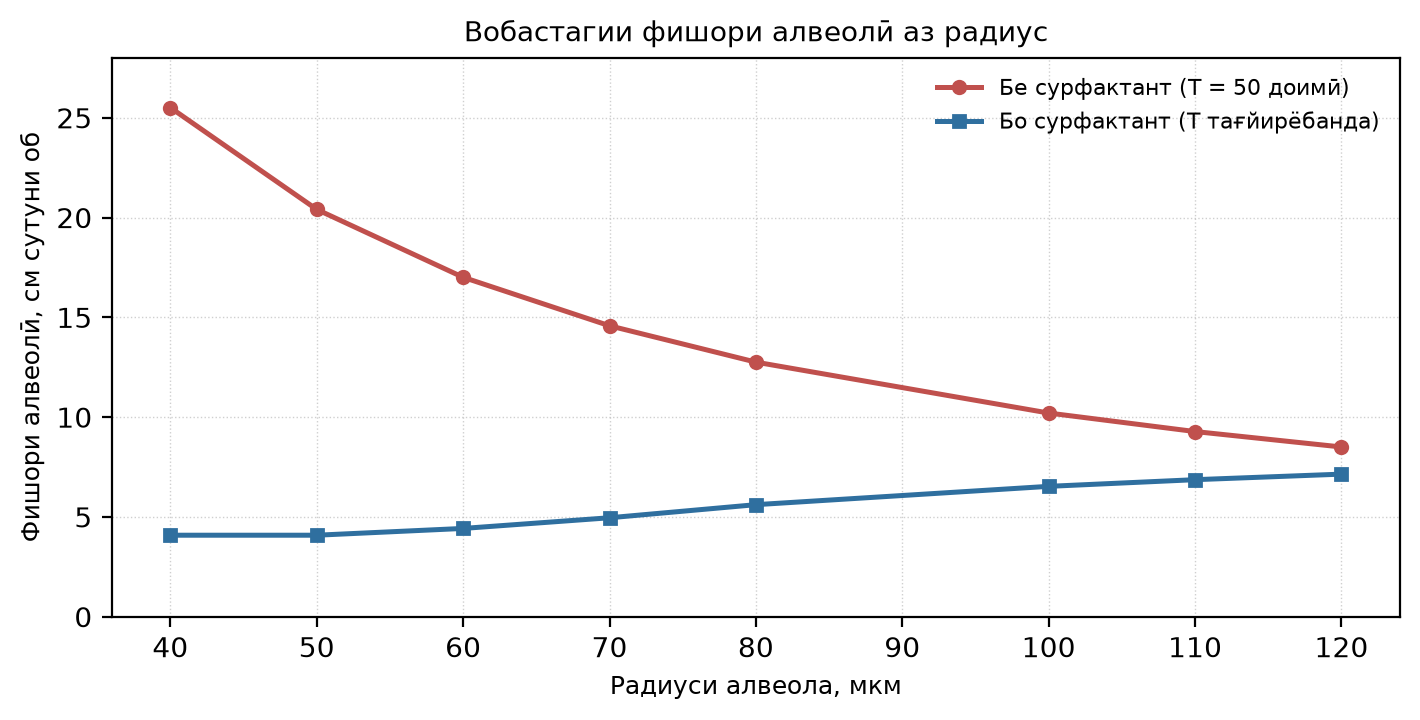 Вобастагии фишори алвеолӣ аз радиус
Бе сурфактант (T = 50 доимӣ)
Бо сурфактант (T тағйирёбанда)
Фишори алвеолӣ, см сутуни об
25
20
15
10
5
0
40 50 60 70 80 90 100 110 120
Радиуси алвеола, мкм